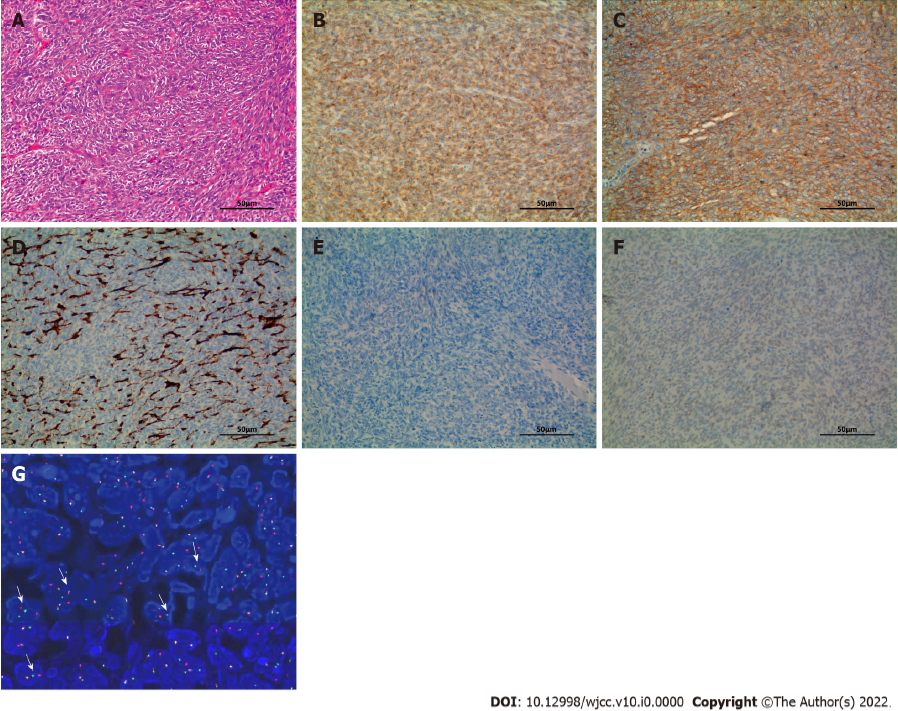 A
B
C
50μm
50μm
50μm
D
E
F
50μm
50μm
50μm
G
DOI: 10.12998/wjcc.v10.i0.0000 Copyright ©The Author(s) 2022.